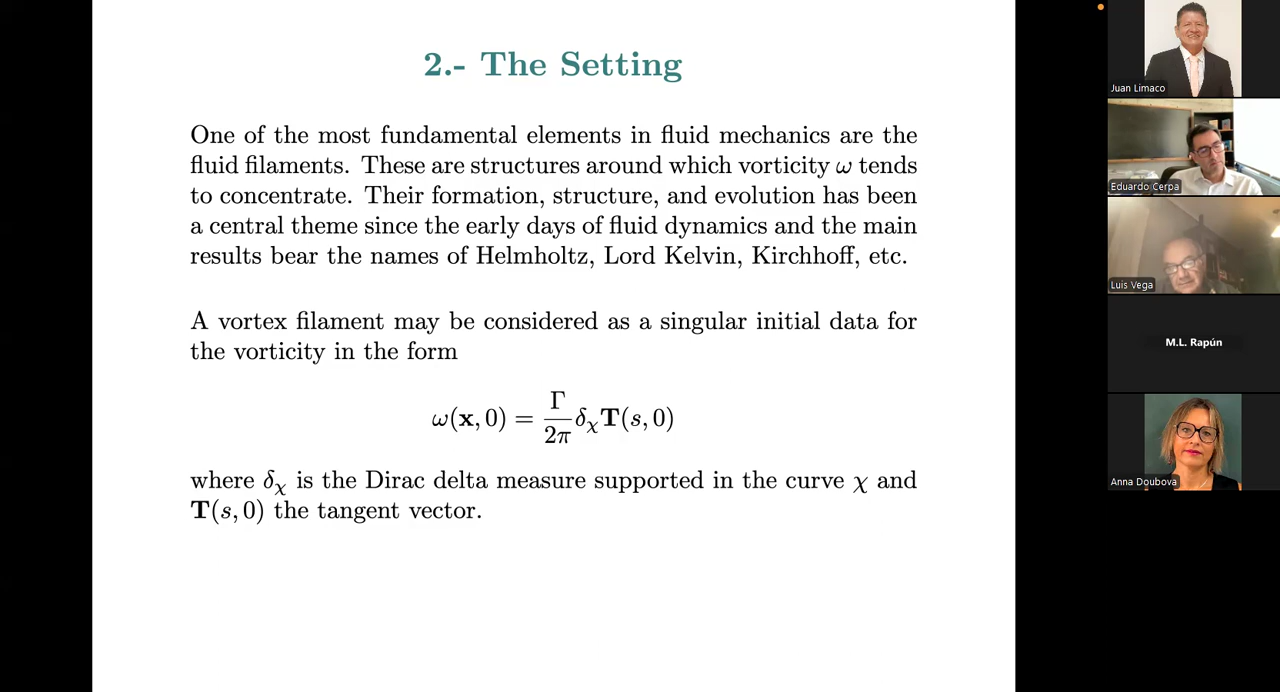 2.- The Setting
One of the most fundamental elements in fluid mechanics are the
fluid filaments. These are structures around which vorticity ω tends
to concentrate. Their formation, structure, and evolution has been
a central theme since the early days of fluid dynamics and the main
results bear the names of Helmholtz, Lord Kelvin, Kirchhoff, etc.
A vortex filament may be considered as a singular initial data for
the vorticity in the form
ω(x, 0) = Γ/2π δχT(s, 0)
where δχ is the Dirac delta measure supported in the curve χ and
T(s, 0) the tangent vector.
Juan Limaco
Eduardo Cerpa
Luis Vega
M.L. Rapún
Anna Doubova